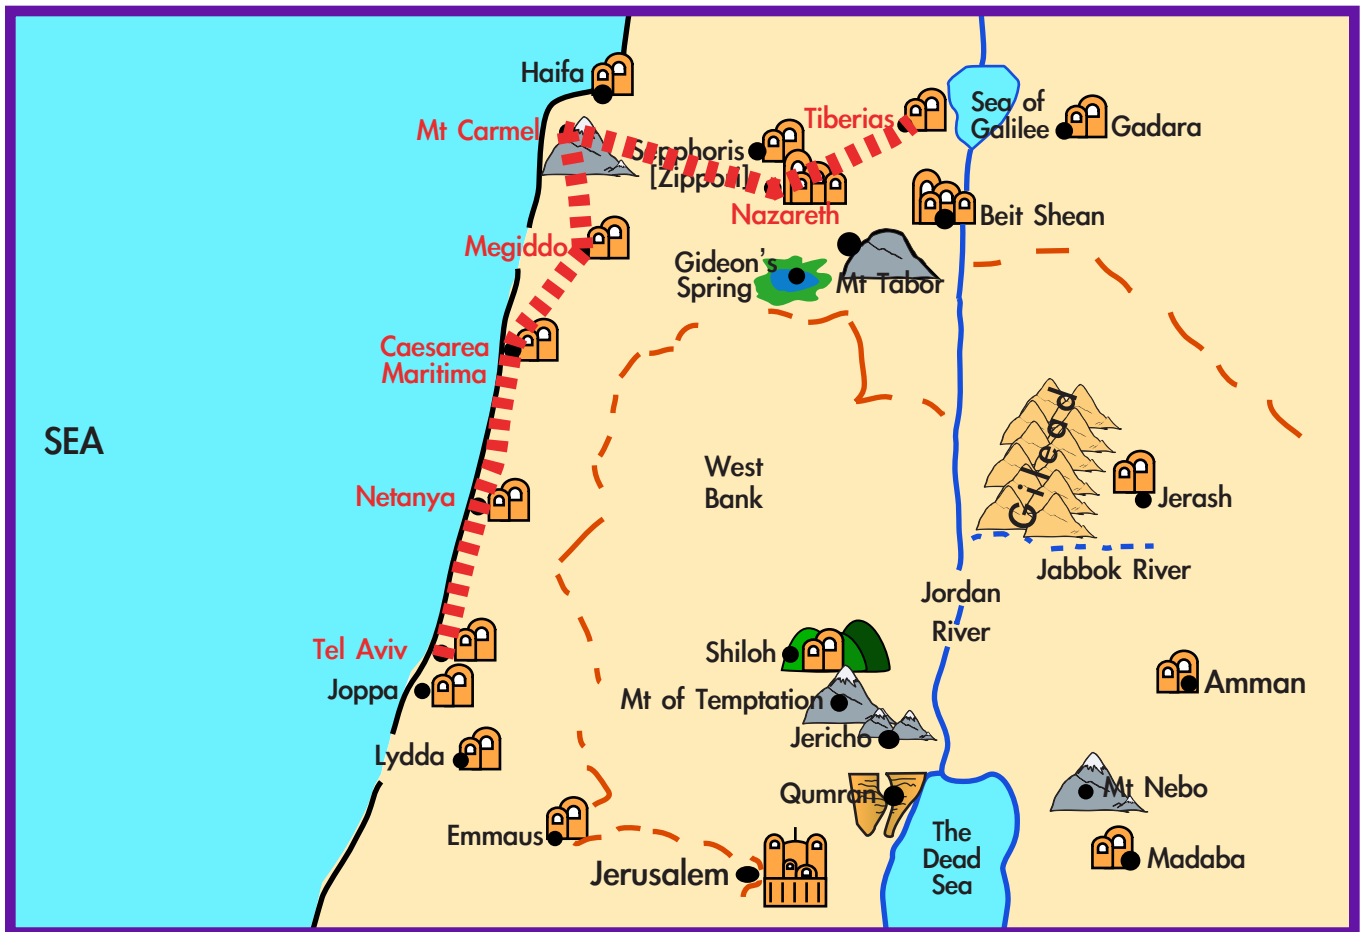 Haifa
Mt Carmel
Sepphoris
[Zippori]
Tiberias
Sea of
Galilee
Gadara
Nazareth
Beit Shean
Megiddo
Gideon's
Spring
Mt Tabor
Caesarea
Maritima
SEA
Netanya
West
Bank
Gilead
Jerash
Jabbok River
Jordan
River
Tel Aviv
Joppa
Shiloh
Mt of Temptation
Jericho
Amman
Lydda
Qumran
Mt Nebo
Emmaus
Jerusalem
The
Dead
Sea
Madaba